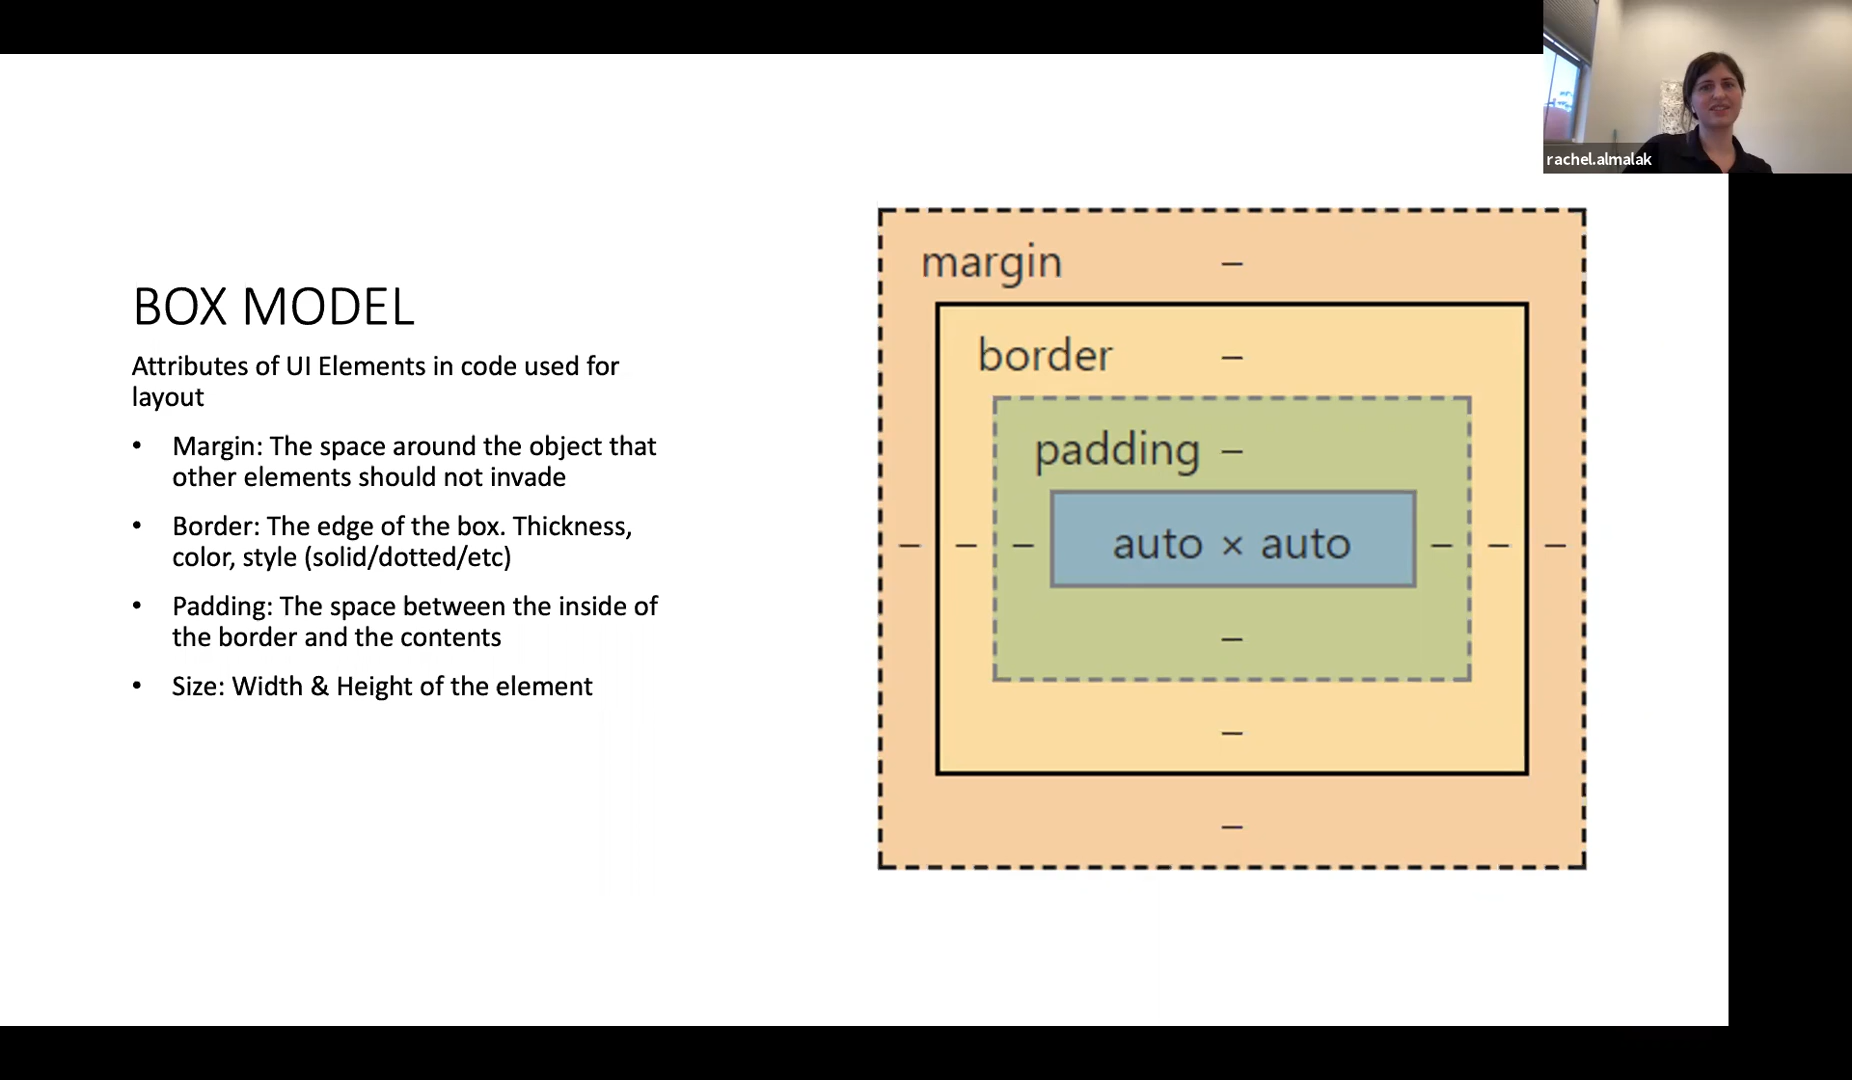 rachel.almalak
BOX MODEL
Attributes of UI Elements in code used for
layout
• Margin: The space around the object that
other elements should not invade
• Border: The edge of the box. Thickness,
color, style (solid/dotted/etc)
• Padding: The space between the inside of
the border and the contents
• Size: Width & Height of the element
margin –
border –
padding –
– – – auto × auto – – –
–
–
–